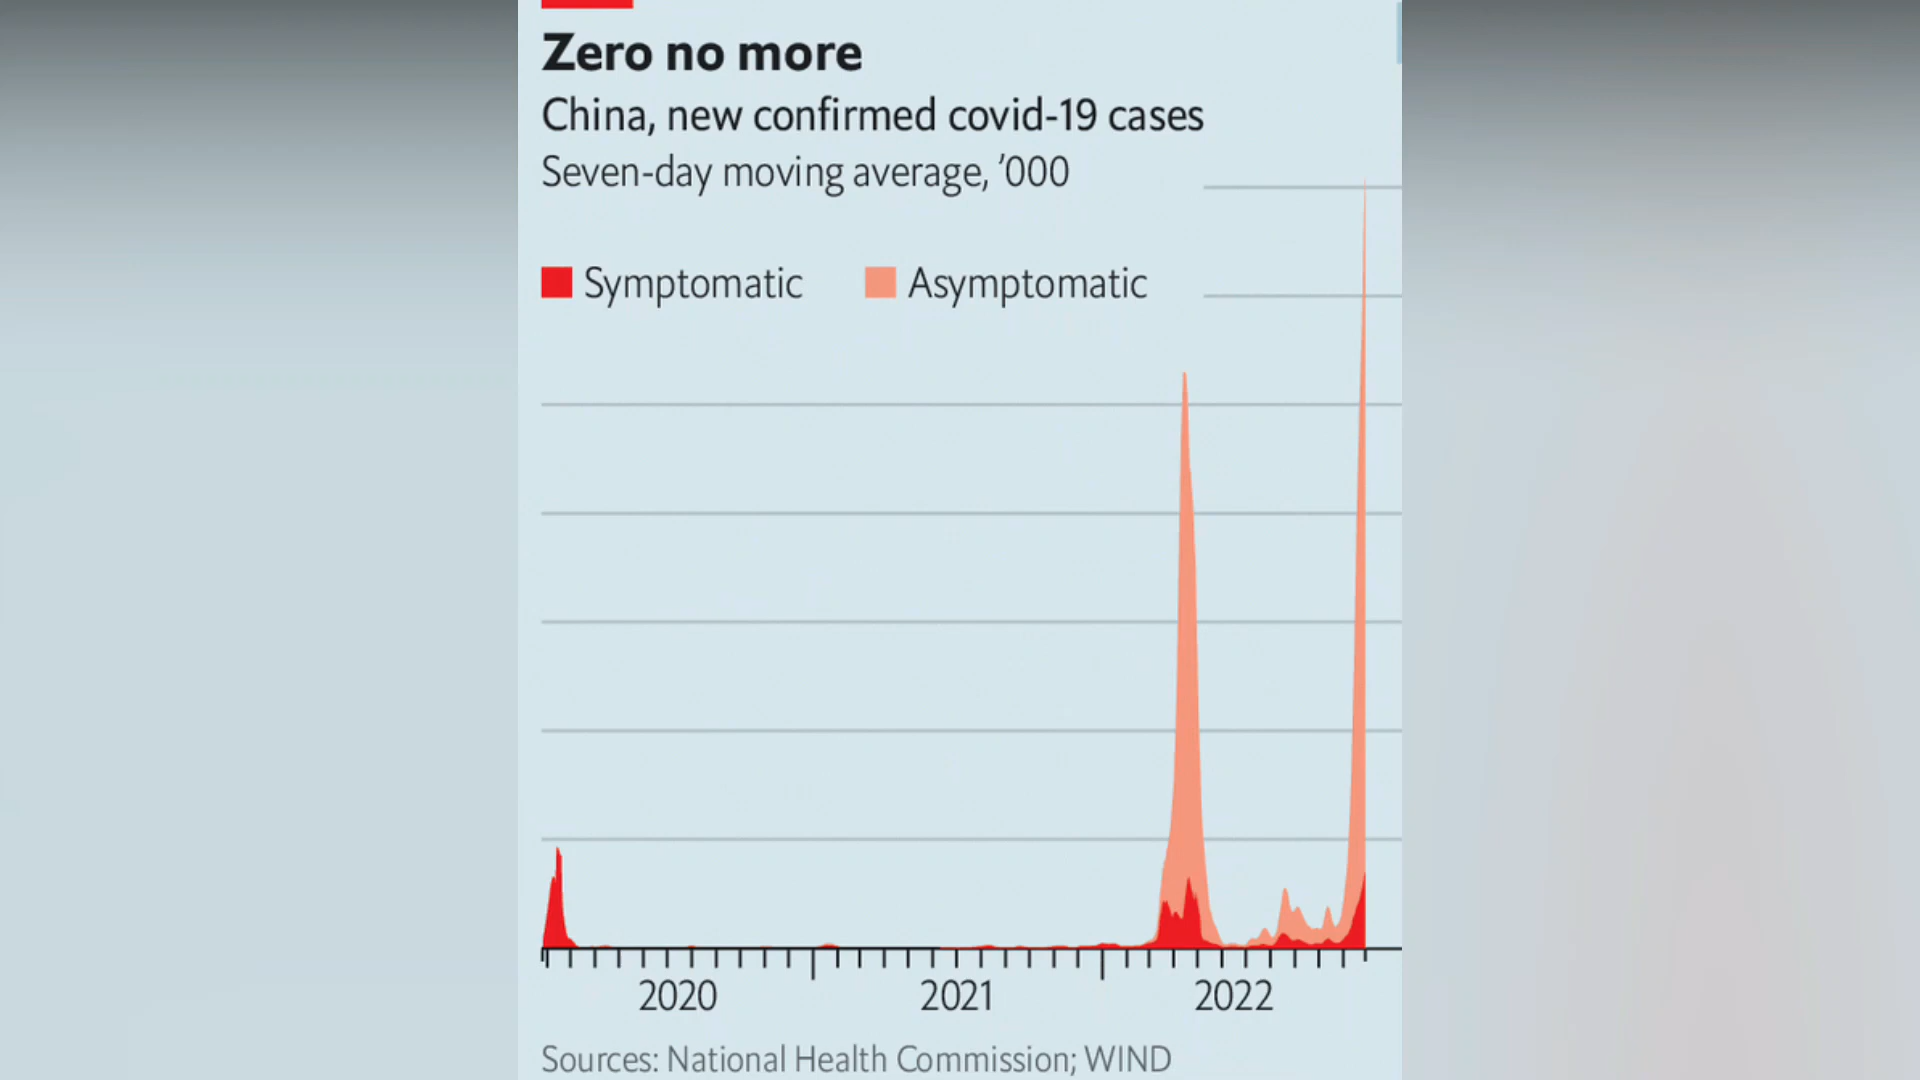 Zero no more
China, new confirmed covid-19 cases
Seven-day moving average, ’000
Symptomatic Asymptomatic
2020 2021 2022
Sources: National Health Commission; WIND